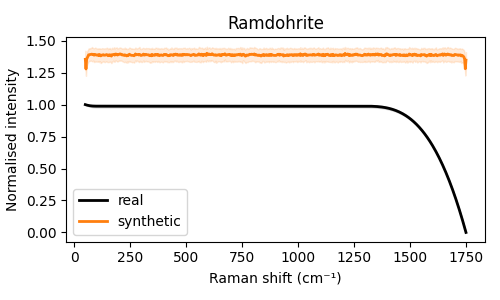 Ramdohrite
Normalised intensity
1.50
1.25
1.00
0.75
0.50
0.25
0.00
real
synthetic
0 250 500 750 1000 1250 1500 1750
Raman shift (cm⁻¹)